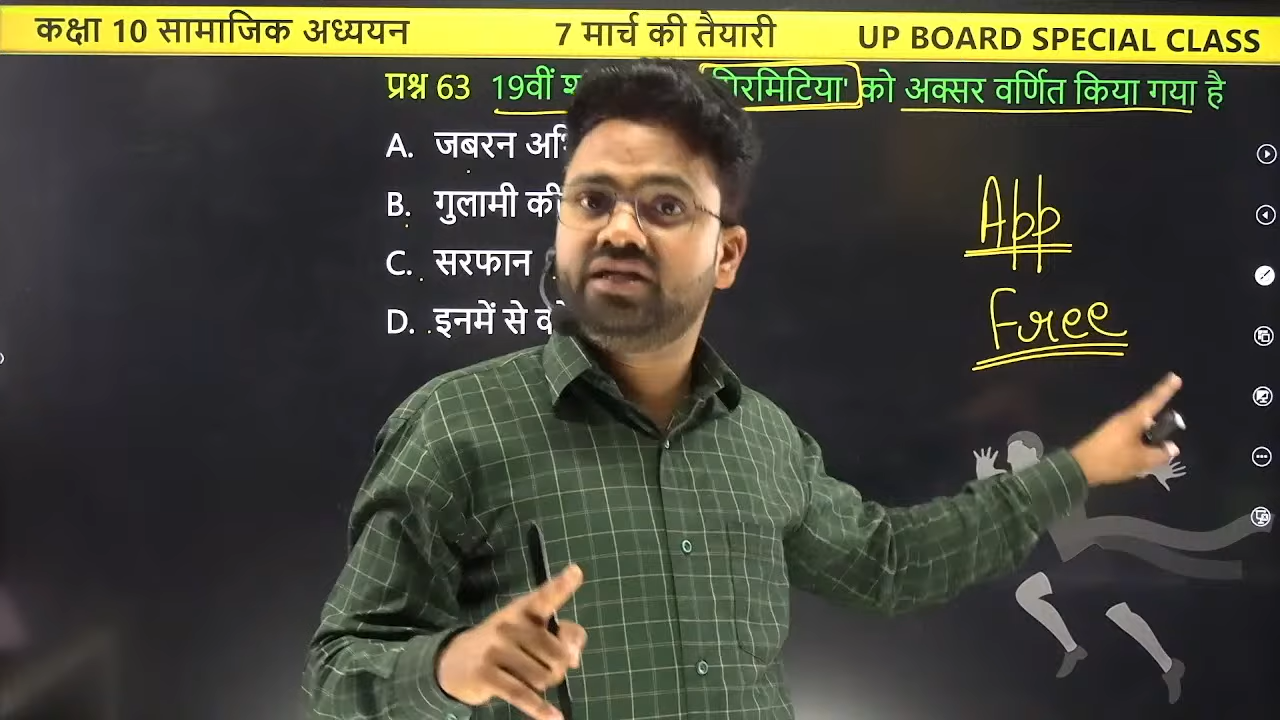 कक्षा 10 सामाजिक अध्ययन 7 मार्च की तैयारी UP BOARD SPECIAL CLASS
प्रश्न 63 19वीं को अक्सर वर्णित किया गया है
A. जबरन
B. गुलामी की
C. सरफान
D. इनमें से
App
Free